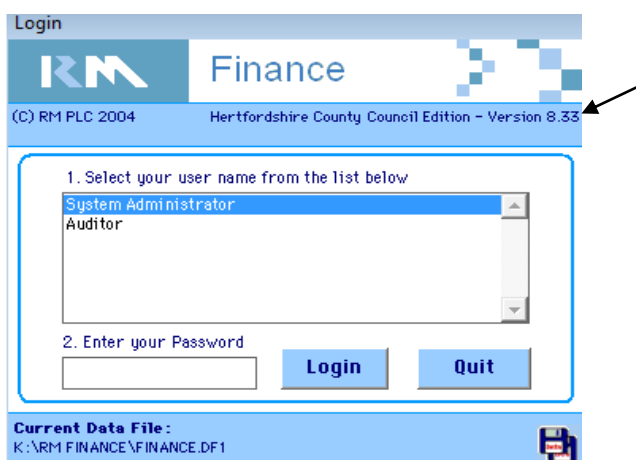 Login
RM Finance
(C) RM PLC 2004 Hertfordshire County Council Edition - Version 8.33
1. Select your user name from the list below
System Administrator
Auditor
2. Enter your Password
Login Quit
Current Data File:
K:\RM FINANCE\FINANCE.DF1